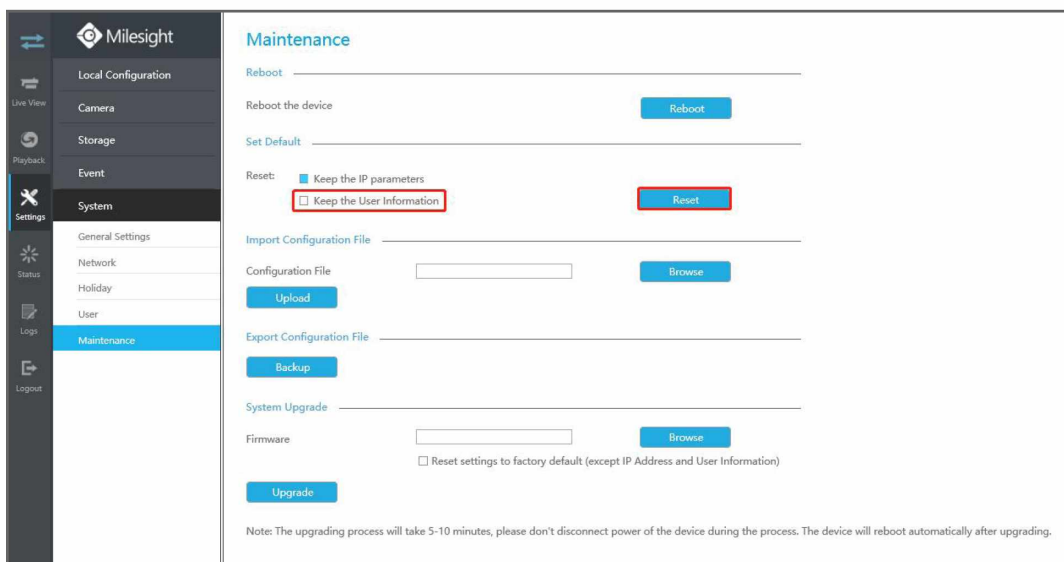 Milesight
Live View
Playback
Settings
Status
Logs
Logout
Local Configuration
Camera
Storage
Event
System
General Settings
Network
Holiday
User
Maintenance
Maintenance
Reboot
Reboot the device
Reboot
Set Default
Reset:
Keep the IP parameters
Keep the User Information
Reset
Import Configuration File
Configuration File
Browse
Upload
Export Configuration File
Backup
System Upgrade
Firmware
Browse
Reset settings to factory default (except IP Address and User Information)
Upgrade
Note: The upgrading process will take 5-10 minutes, please don't disconnect power of the device during the process. The device will reboot automatically after upgrading.